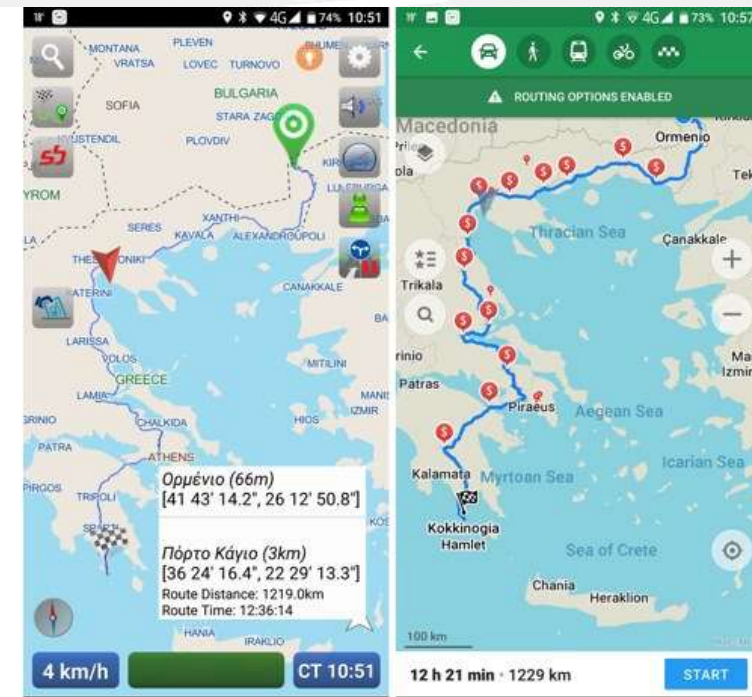 74% 10:51
4G
MONTANA
PLEVEN
VRATSA
LOVEC
TURNOVO
BULGARIA
SOFIA
STARA ZAG
PLOVDIV
SERES
XANTHI
KAVALA
ALEXANDROUPOLI
CANAKKALE
LARISSA
VOLOS
MITILINI
GREECE
LAMIA
CHALKIDA
HIOS
IZMIR
PATRA
ATHENS
TRIPOLI
Ορμένιο (66m)
[41 43' 14.2", 26 12' 50.8"]
Πόρτο Κάγιο (3km)
[36 24' 16.4", 22 29' 13.3"]
Route Distance: 1219.0km
Route Time: 12:36:14
HANIA
IRAKLIO
4 km/h
CT 10:51
4G
73% 10:57
ROUTING OPTIONS ENABLED
Macedonia
Ormenio
Thracian Sea
Çanakkale
Trikala
Izmir
Patras
Piraeus
Aegean Sea
Icarian Sea
Kalamata
Myrtoan Sea
Kokkinogia
Hamlet
Sea of Crete
Chania
Heraklion
100 km
12 h 21 min · 1229 km
START